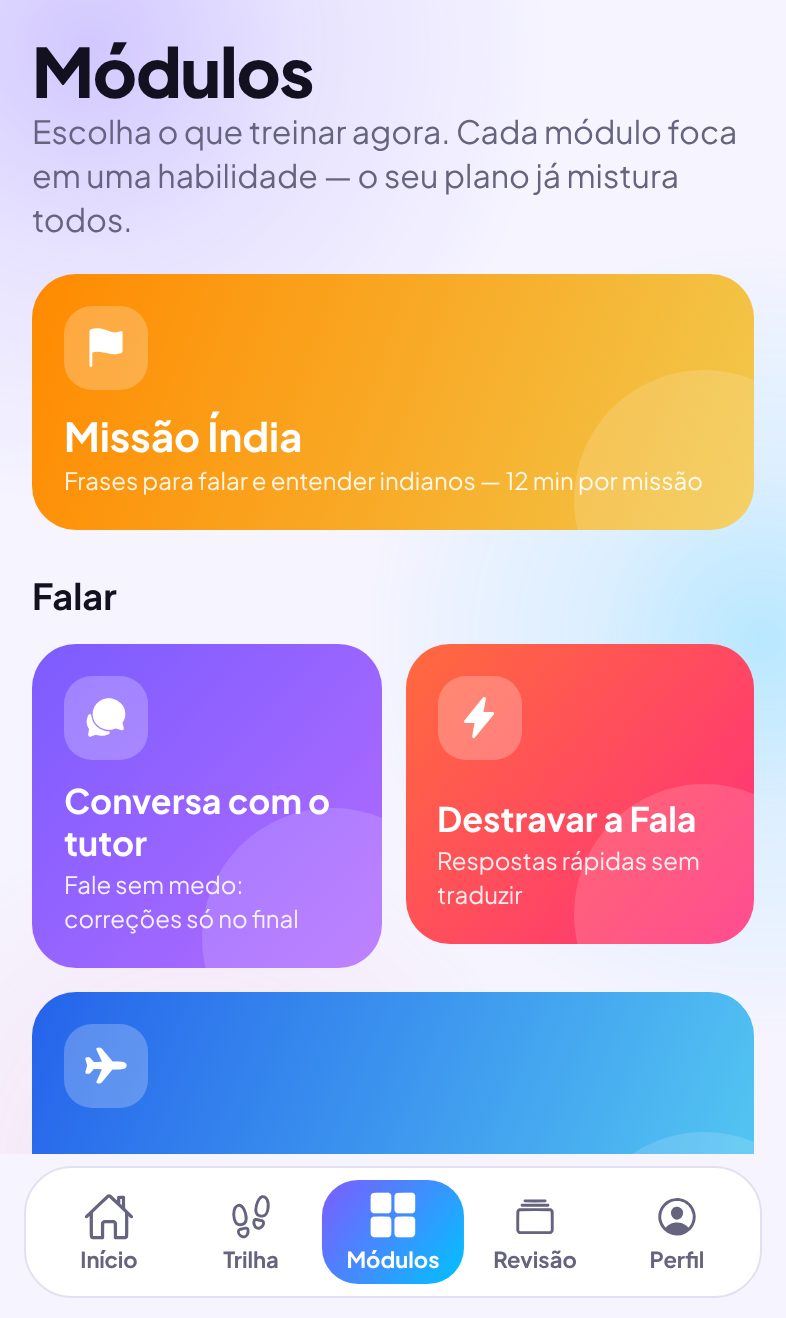 Módulos
Escolha o que treinar agora. Cada módulo foca
em uma habilidade — o seu plano já mistura
todos.
Missão Índia
Frases para falar e entender indianos — 12 min por missão
Falar
Conversa com o
tutor
Fale sem medo:
correções só no final
Destravar a Fala
Respostas rápidas sem
traduzir
Início
Trilha
Módulos
Revisão
Perfil